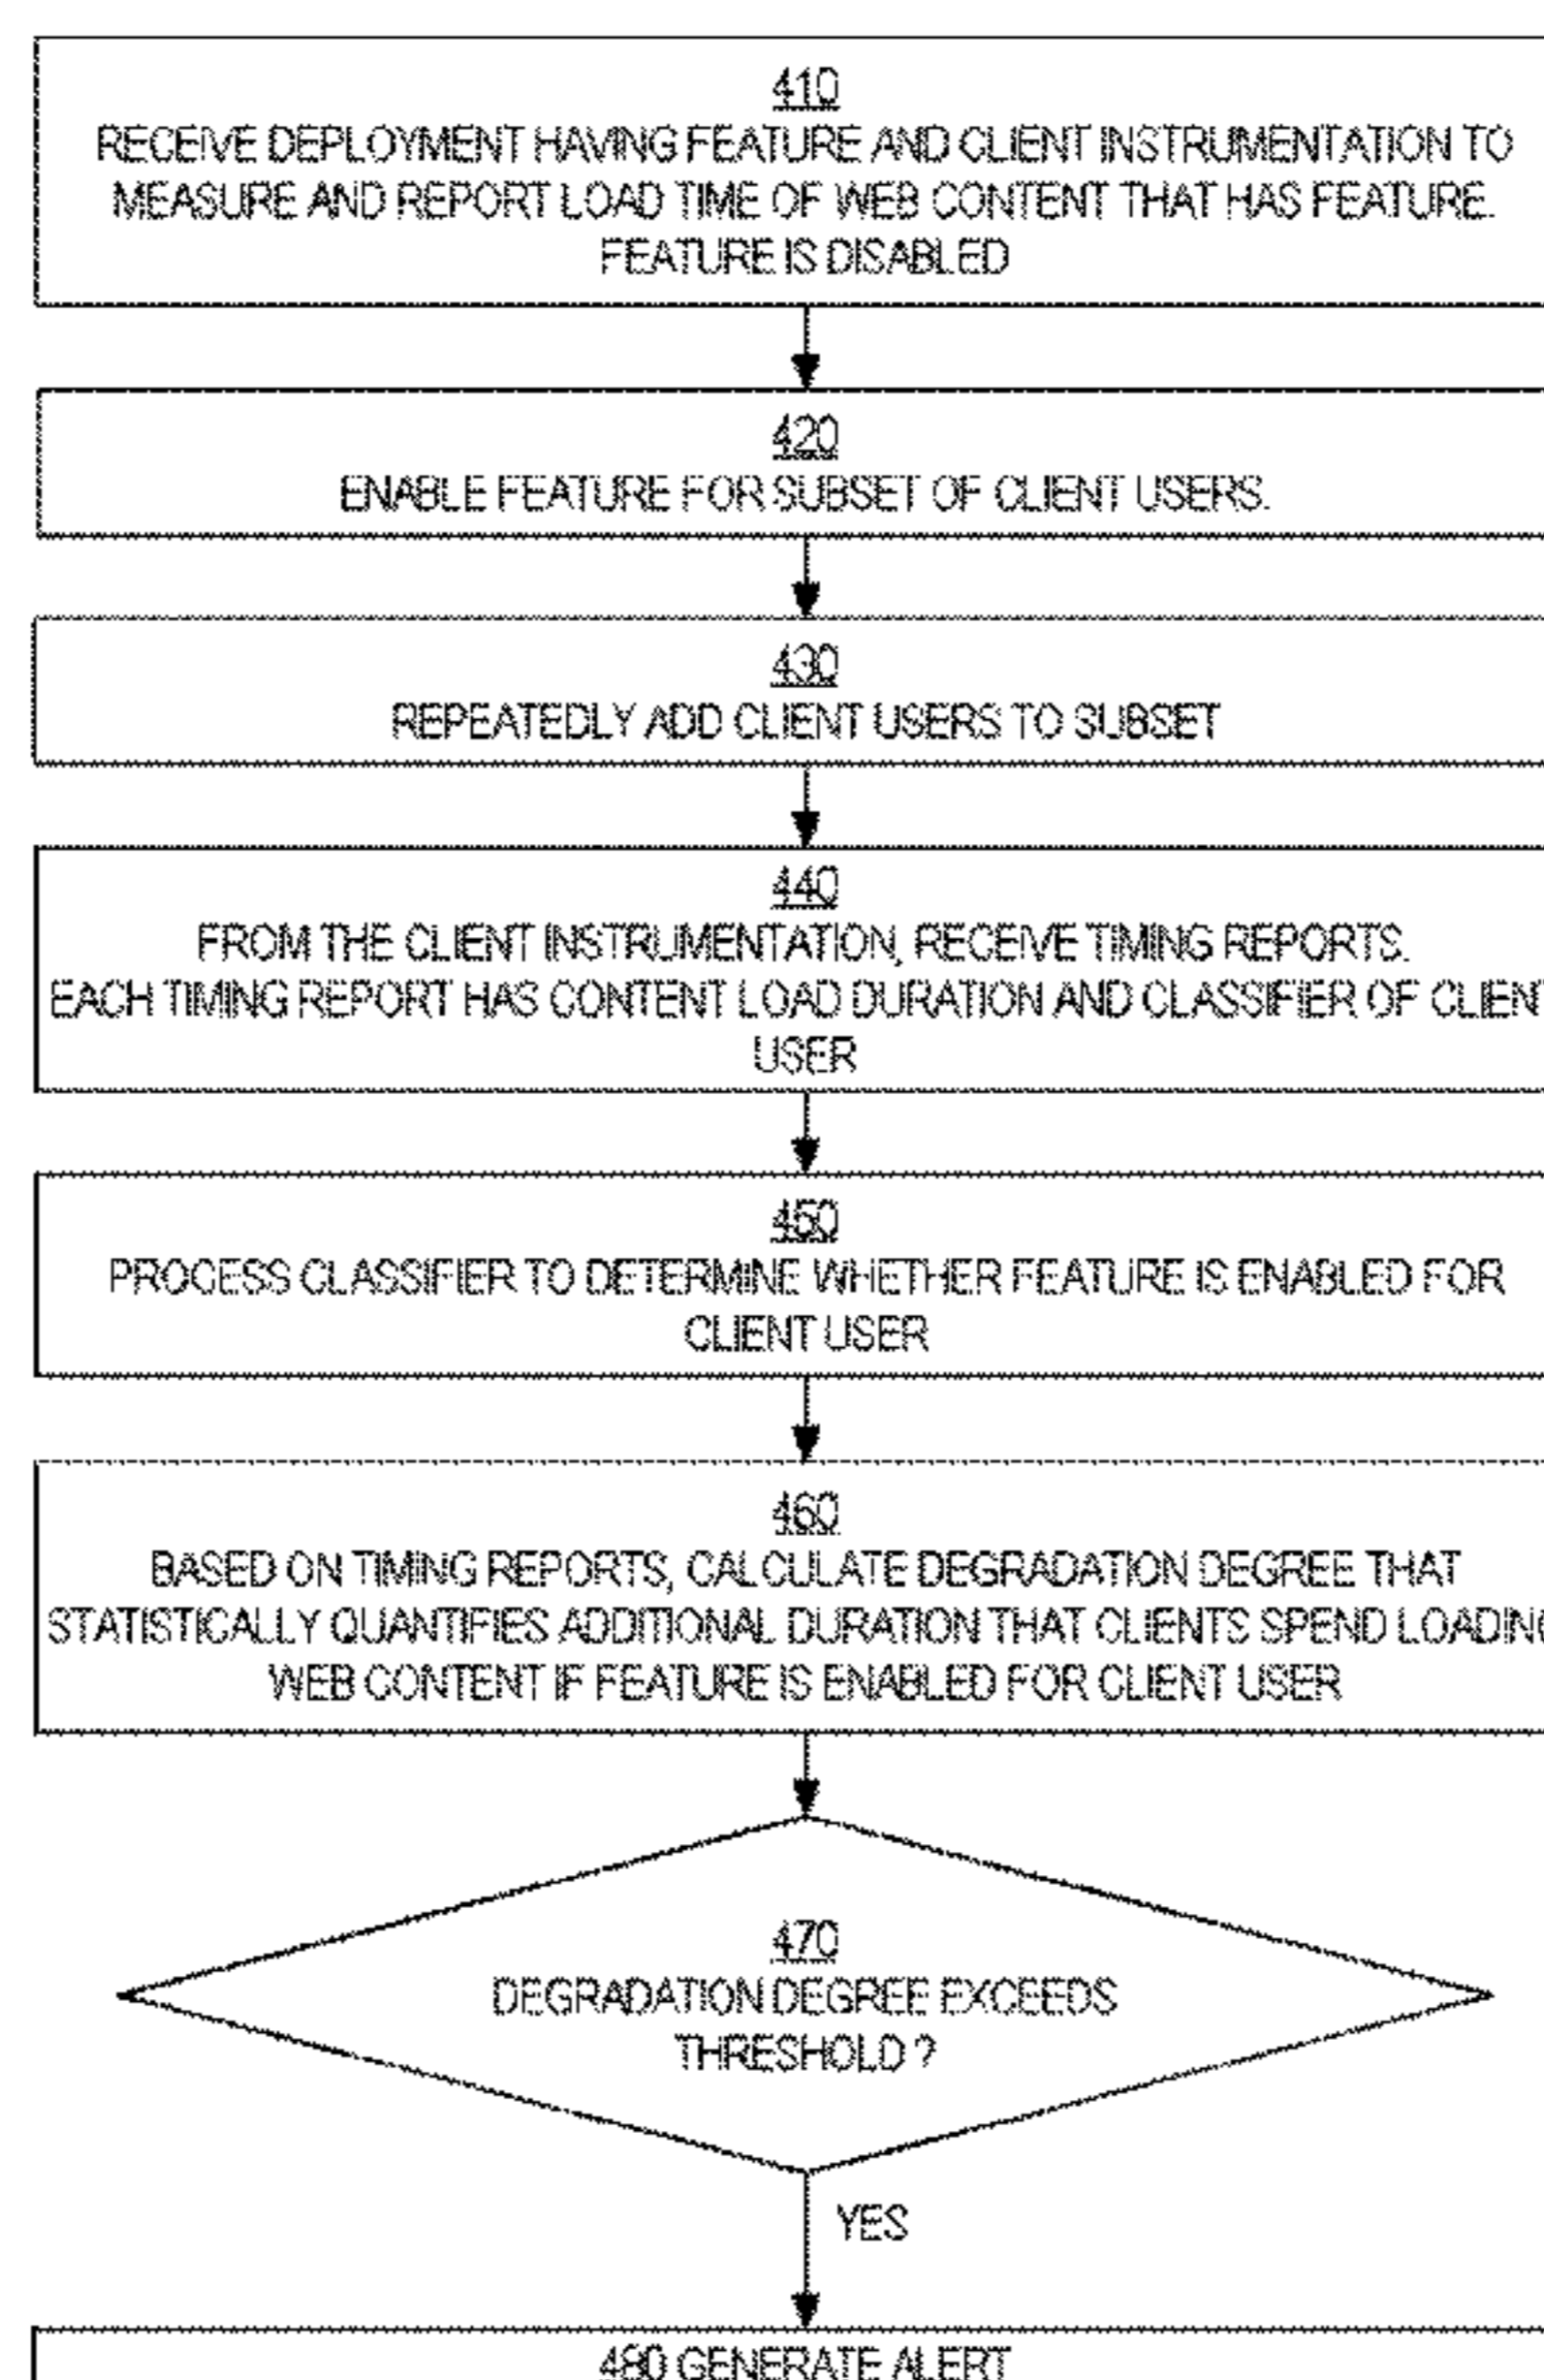 410
RECEIVE DEPLOYMENT HAVING FEATURE AND CLIENT INSTRUMENTATION TO
MEASURE AND REPORT LOAD TIME OF WEB CONTENT THAT HAS FEATURE.
FEATURE IS DISABLED
420
ENABLE FEATURE FOR SUBSET OF CLIENT USERS.
430
REPEATEDLY ADD CLIENT USERS TO SUBSET
440
FROM THE CLIENT INSTRUMENTATION, RECEIVE TIMING REPORTS.
EACH TIMING REPORT HAS CONTENT LOAD DURATION AND CLASSIFIER OF CLIENT
USER
450
PROCESS CLASSIFIER TO DETERMINE WHETHER FEATURE IS ENABLED FOR
CLIENT USER
460
BASED ON TIMING REPORTS, CALCULATE DEGRADATION DEGREE THAT
STATISTICALLY QUANTIFIES ADDITIONAL DURATION THAT CLIENTS SPEND LOADING
WEB CONTENT IF FEATURE IS ENABLED FOR CLIENT USER
470
DEGRADATION DEGREE EXCEEDS
THRESHOLD ?
YES
480 GENERATE ALERT